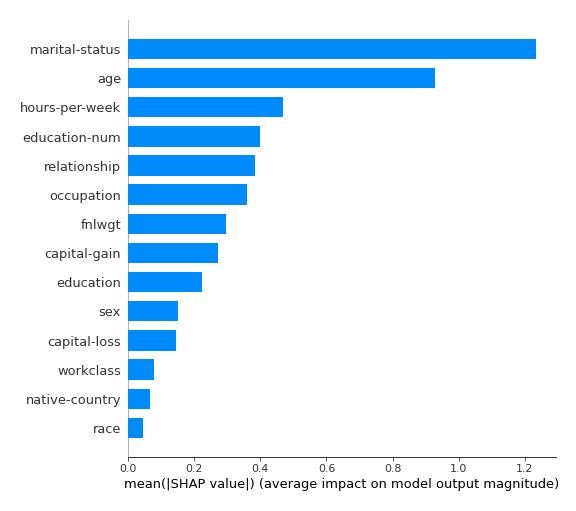 marital-status
age
hours-per-week
education-num
relationship
occupation
fnlwgt
capital-gain
education
sex
capital-loss
workclass
native-country
race
0.0 0.2 0.4 0.6 0.8 1.0 1.2
mean(|SHAP value|) (average impact on model output magnitude)